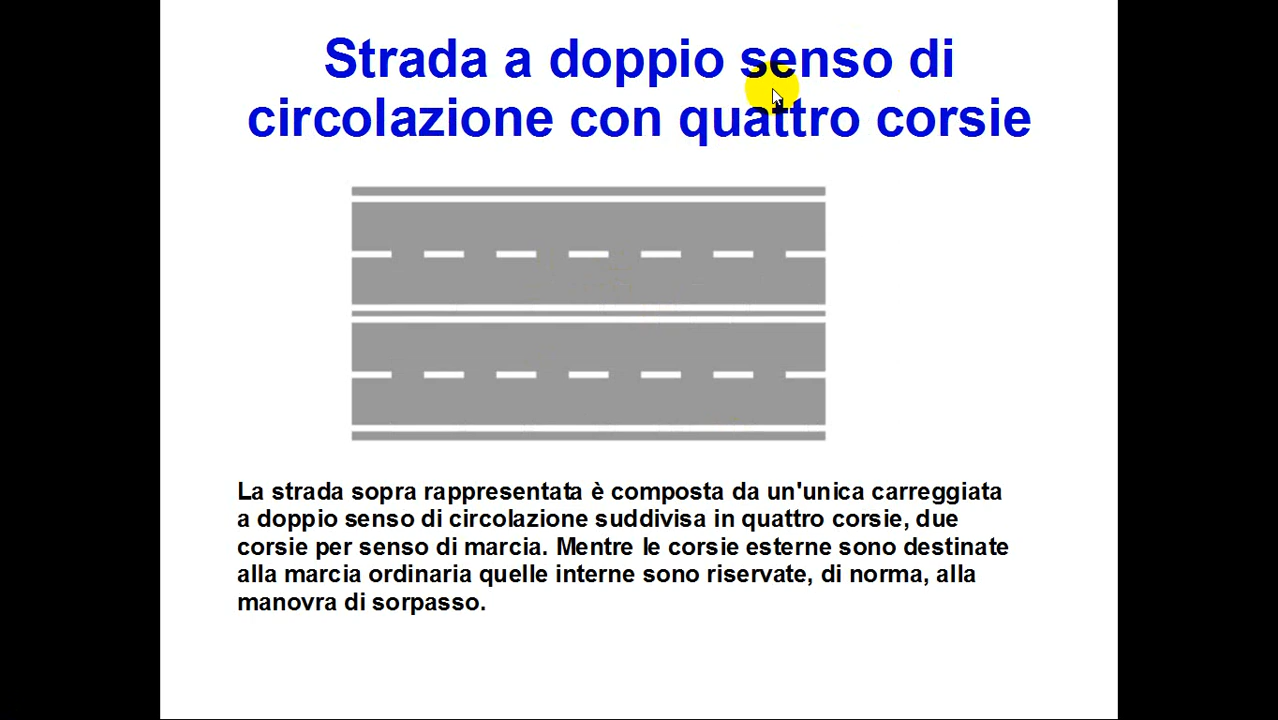 Strada a doppio senso di
circolazione con quattro corsie
La strada sopra rappresentata è composta da un'unica carreggiata
a doppio senso di circolazione suddivisa in quattro corsie, due
corsie per senso di marcia. Mentre le corsie esterne sono destinate
alla marcia ordinaria quelle interne sono riservate, di norma, alla
manovra di sorpasso.